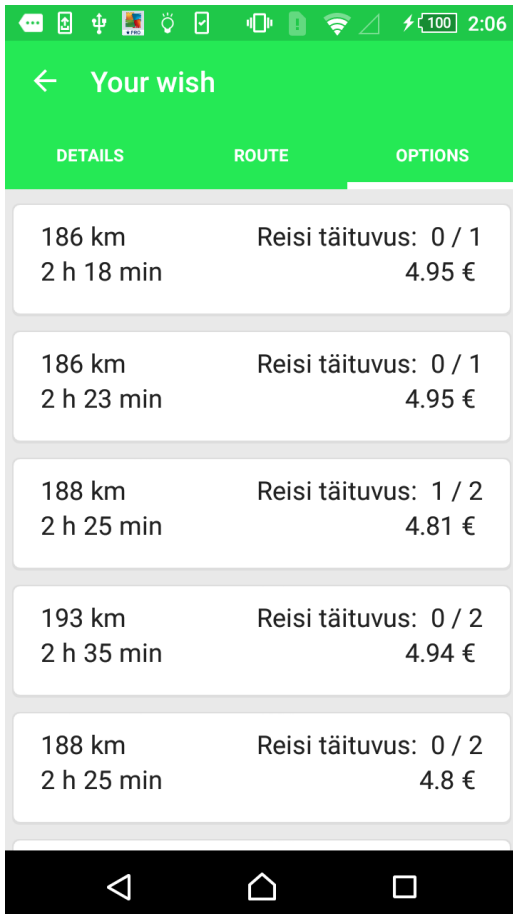 100 2:06
Your wish
DETAILS ROUTE OPTIONS
186 km Reisi täituvus: 0 / 1
2 h 18 min 4.95 €
186 km Reisi täituvus: 0 / 1
2 h 23 min 4.95 €
188 km Reisi täituvus: 1 / 2
2 h 25 min 4.81 €
193 km Reisi täituvus: 0 / 2
2 h 35 min 4.94 €
188 km Reisi täituvus: 0 / 2
2 h 25 min 4.8 €